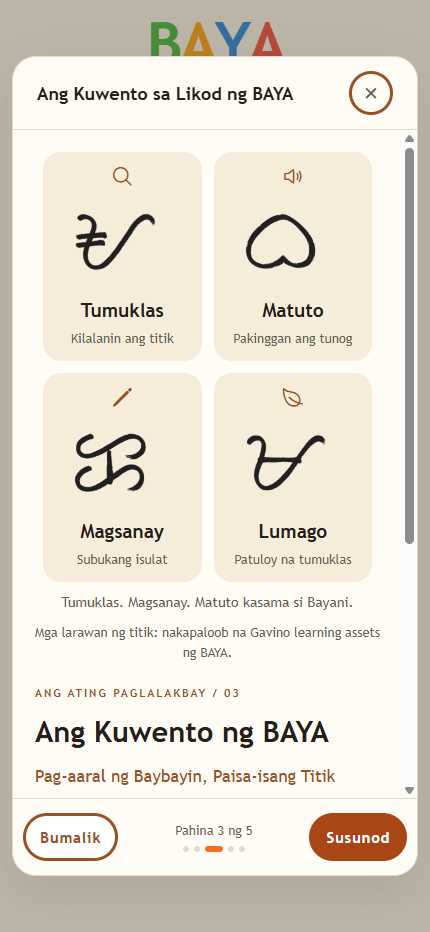 BAYA
Ang Kuwento sa Likod ng BAYA
ᜊ
Tumuklas
Kilalanin ang titik
Matuto
Pakinggan ang tunog
ᜃ
Magsanay
Subukang isulat
Lumago
Patuloy na tumuklas
Tumuklas. Magsanay. Matuto kasama si Bayani.
Mga larawan ng titik: nakapaloob na Gavino learning assets
ng BAYA.
ANG ATING PAGLALAKBAY / 03
Ang Kuwento ng BAYA
Pag-aaral ng Baybayin, Paisa-isang Titik
Bumalik
Pahina 3 ng 5
Susunod